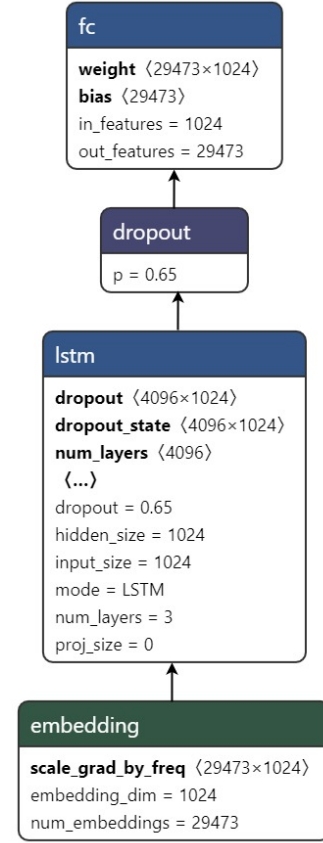 fc
weight 〈29473×1024〉
bias 〈29473〉
in_features = 1024
out_features = 29473
dropout
p = 0.65
lstm
dropout 〈4096×1024〉
dropout_state 〈4096×1024〉
num_layers 〈4096〉
〈...〉
dropout = 0.65
hidden_size = 1024
input_size = 1024
mode = LSTM
num_layers = 3
proj_size = 0
embedding
scale_grad_by_freq 〈29473×1024〉
embedding_dim = 1024
num_embeddings = 29473